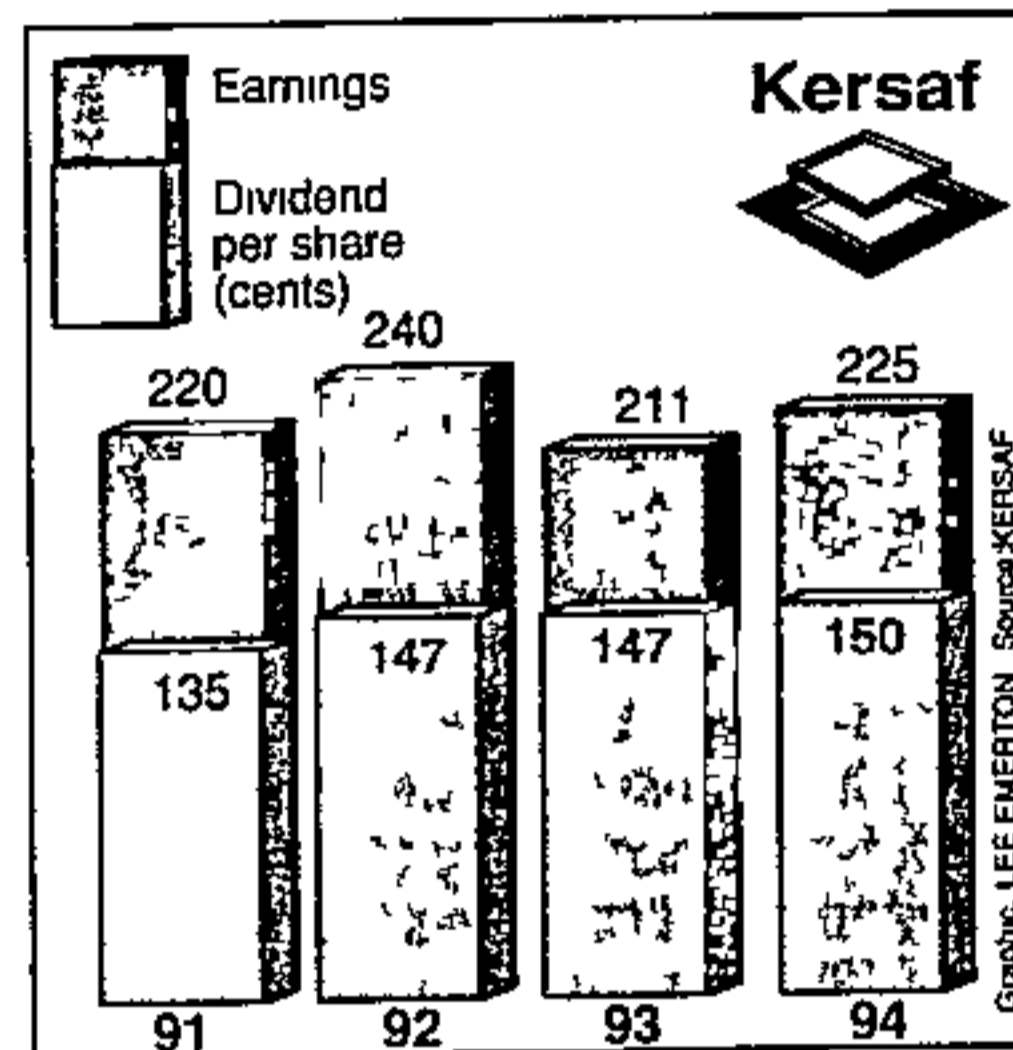 Earnings
Dividend
per share
(cents)
Kersaf
220
240
211
225
135
147
147
150
91
92
93
94
Graphic. LEE EMERTON Source KERSAF